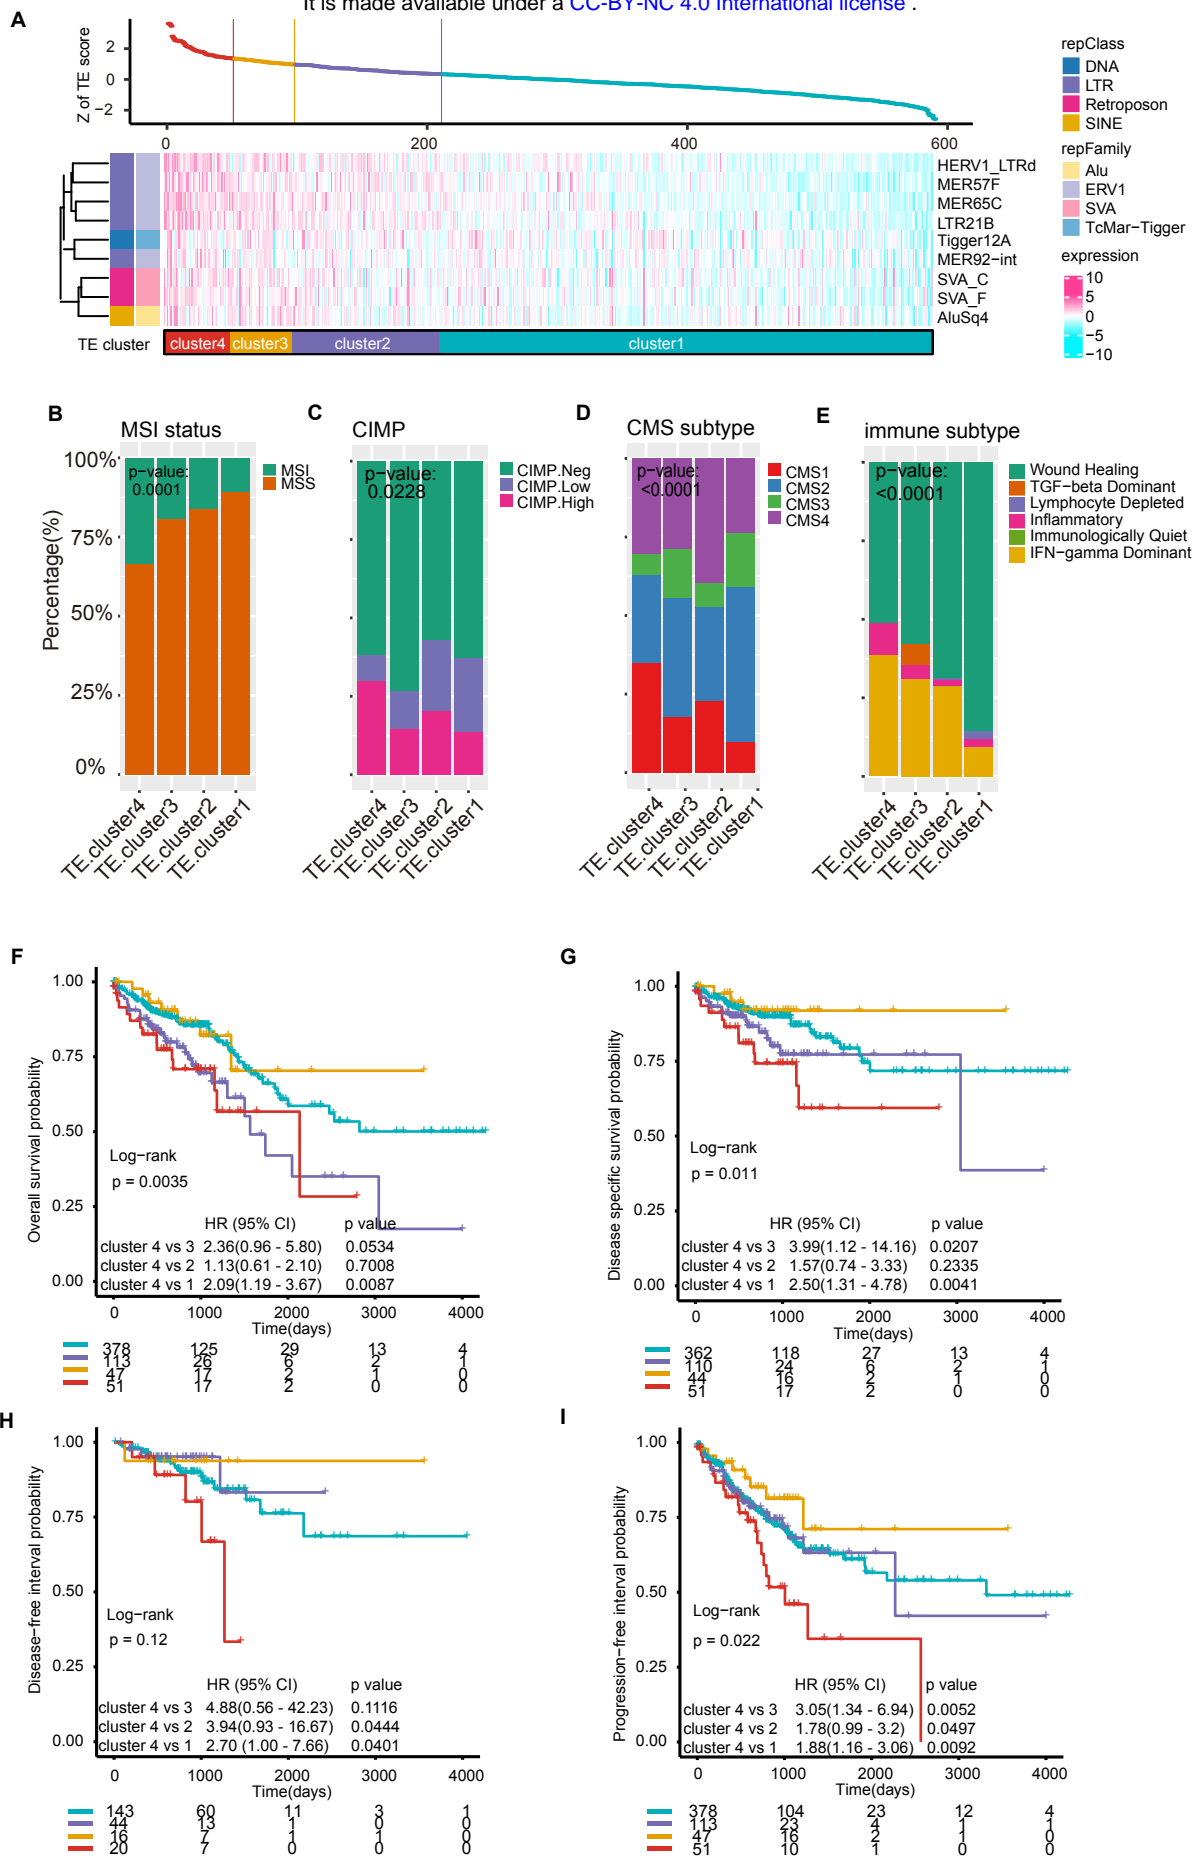 It is made available under a CC-BY-NC 4.0 International license .
A
Z of TE score
2
0
−2
0
200
400
600
HERV1_LTRd
MER57F
MER65C
LTR21B
Tigger12A
MER92−int
SVA_C
SVA_F
AluSq4
TE cluster
cluster4
cluster3
cluster2
cluster1
repClass
DNA
LTR
Retroposon
SINE
repFamily
Alu
ERV1
SVA
TcMar−Tigger
expression
10
5
0
−5
−10
B
MSI status
Percentage(%)
100%
75%
50%
25%
0%
p−value:
0.0001
MSI
MSS
TE.cluster4
TE.cluster3
TE.cluster2
TE.cluster1
C
CIMP
p−value:
0.0228
CIMP.Neg
CIMP.Low
CIMP.High
TE.cluster4
TE.cluster3
TE.cluster2
TE.cluster1
D
CMS subtype
p−value:
<0.0001
CMS1
CMS2
CMS3
CMS4
TE.cluster4
TE.cluster3
TE.cluster2
TE.cluster1
E
immune subtype
p−value:
<0.0001
Wound Healing
TGF−beta Dominant
Lymphocyte Depleted
Inflammatory
Immunologically Quiet
IFN−gamma Dominant
TE.cluster4
TE.cluster3
TE.cluster2
TE.cluster1
F
Overall survival probability
1.00
0.75
0.50
0.25
0.00
Log−rank
p = 0.0035
HR (95% CI) p value
cluster 4 vs 3 2.36(0.96 - 5.80) 0.0534
cluster 4 vs 2 1.13(0.61 - 2.10) 0.7008
cluster 4 vs 1 2.09(1.19 - 3.67) 0.0087
0 1000 2000 3000 4000
Time(days)
378 125 29 13 4
113 26 6 2 1
47 17 2 1 0
51 17 2 0 0
G
Disease specific survival probability
1.00
0.75
0.50
0.25
0.00
Log−rank
p = 0.011
HR (95% CI) p value
cluster 4 vs 3 3.99(1.12 - 14.16) 0.0207
cluster 4 vs 2 1.57(0.74 - 3.33) 0.2335
cluster 4 vs 1 2.50(1.31 - 4.78) 0.0041
0 1000 2000 3000 4000
Time(days)
362 118 27 13 4
110 24 6 2 1
44 16 2 1 0
51 17 2 0 0
H
Disease−free interval probability
1.00
0.75
0.50
0.25
0.00
Log−rank
p = 0.12
HR (95% CI) p value
cluster 4 vs 3 4.88(0.56 - 42.23) 0.1116
cluster 4 vs 2 3.94(0.93 - 16.67) 0.0444
cluster 4 vs 1 2.70 (1.00 - 7.66) 0.0401
0 1000 2000 3000 4000
Time(days)
143 60 11 3 1
44 13 1 0 0
16 7 1 1 0
20 7 0 0 0
I
Progression−free interval probability
1.00
0.75
0.50
0.25
0.00
Log−rank
p = 0.022
HR (95% CI) p value
cluster 4 vs 3 3.05(1.34 - 6.94) 0.0052
cluster 4 vs 2 1.78(0.99 - 3.2) 0.0497
cluster 4 vs 1 1.88(1.16 - 3.06) 0.0092
0 1000 2000 3000 4000
Time(days)
378 104 23 12 4
113 23 4 1 1
47 16 2 1 0
51 10 1 0 0